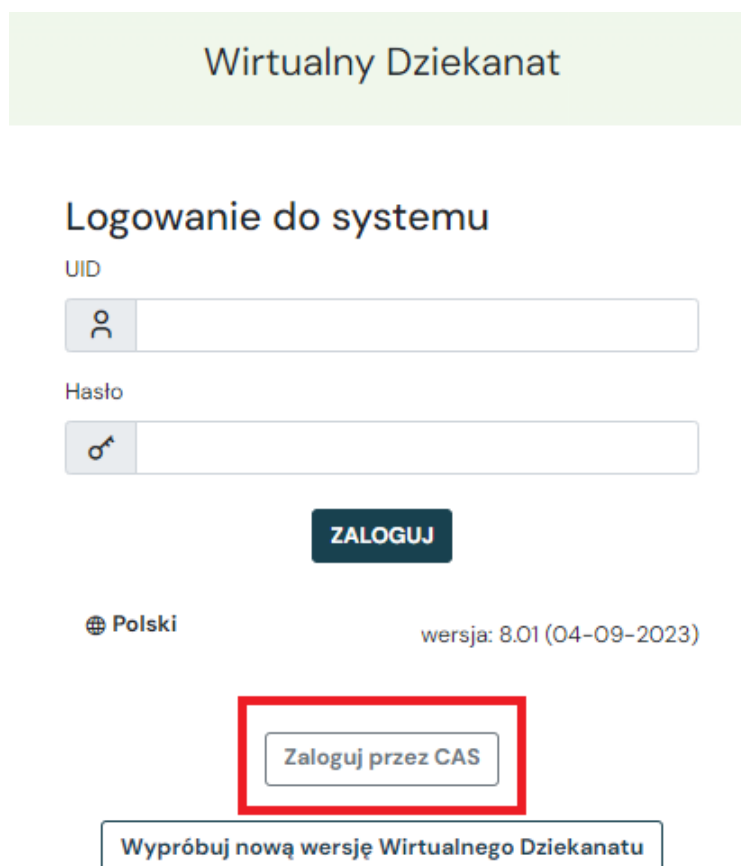 Wirtualny Dziekanat
Logowanie do systemu
UID
Hasło
ZALOGUJ
Polski
wersja: 8.01 (04-09-2023)
Zaloguj przez CAS
Wypróbuj nową wersję Wirtualnego Dziekanatu